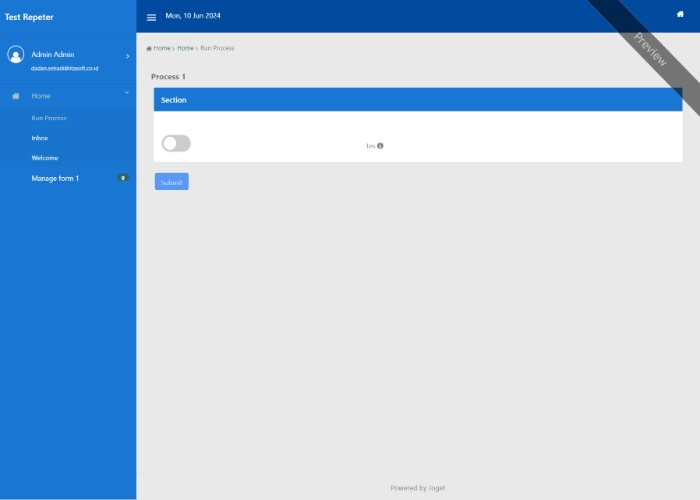 Test Repeter
Mon, 10 Jun 2024
Preview
Admin Admin
dadan.setiadi@itasoft.co.id
Home
Run Process
Inbox
Welcome
Manage form 1
0
Home > Home > Run Process
Process 1
Section
Submit
Powered by Joget